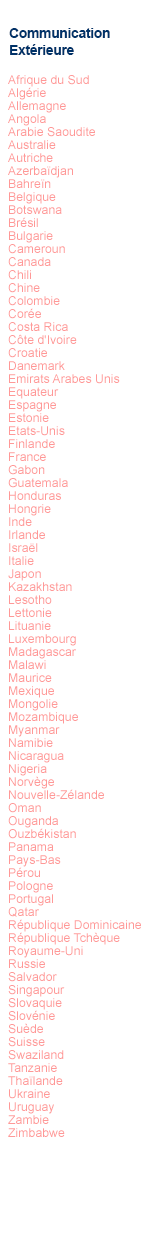 Communication
Extérieure
Afrique du Sud
Algérie
Allemagne
Angola
Arabie Saoudite
Australie
Autriche
Azerbaïdjan
Bahreïn
Belgique
Botswana
Brésil
Bulgarie
Cameroun
Canada
Chili
Chine
Colombie
Corée
Costa Rica
Côte d'Ivoire
Croatie
Danemark
Emirats Arabes Unis
Equateur
Espagne
Estonie
Etats-Unis
Finlande
France
Gabon
Guatemala
Honduras
Hongrie
Inde
Irlande
Israël
Italie
Japon
Kazakhstan
Lesotho
Lettonie
Lituanie
Luxembourg
Madagascar
Malawi
Maurice
Mexique
Mongolie
Mozambique
Myanmar
Namibie
Nicaragua
Nigeria
Norvège
Nouvelle-Zélande
Oman
Ouganda
Ouzbékistan
Panama
Pays-Bas
Pérou
Pologne
Portugal
Qatar
République Dominicaine
République Tchèque
Royaume-Uni
Russie
Salvador
Singapour
Slovaquie
Slovénie
Suède
Suisse
Swaziland
Tanzanie
Thaïlande
Ukraine
Uruguay
Zambie
Zimbabwe